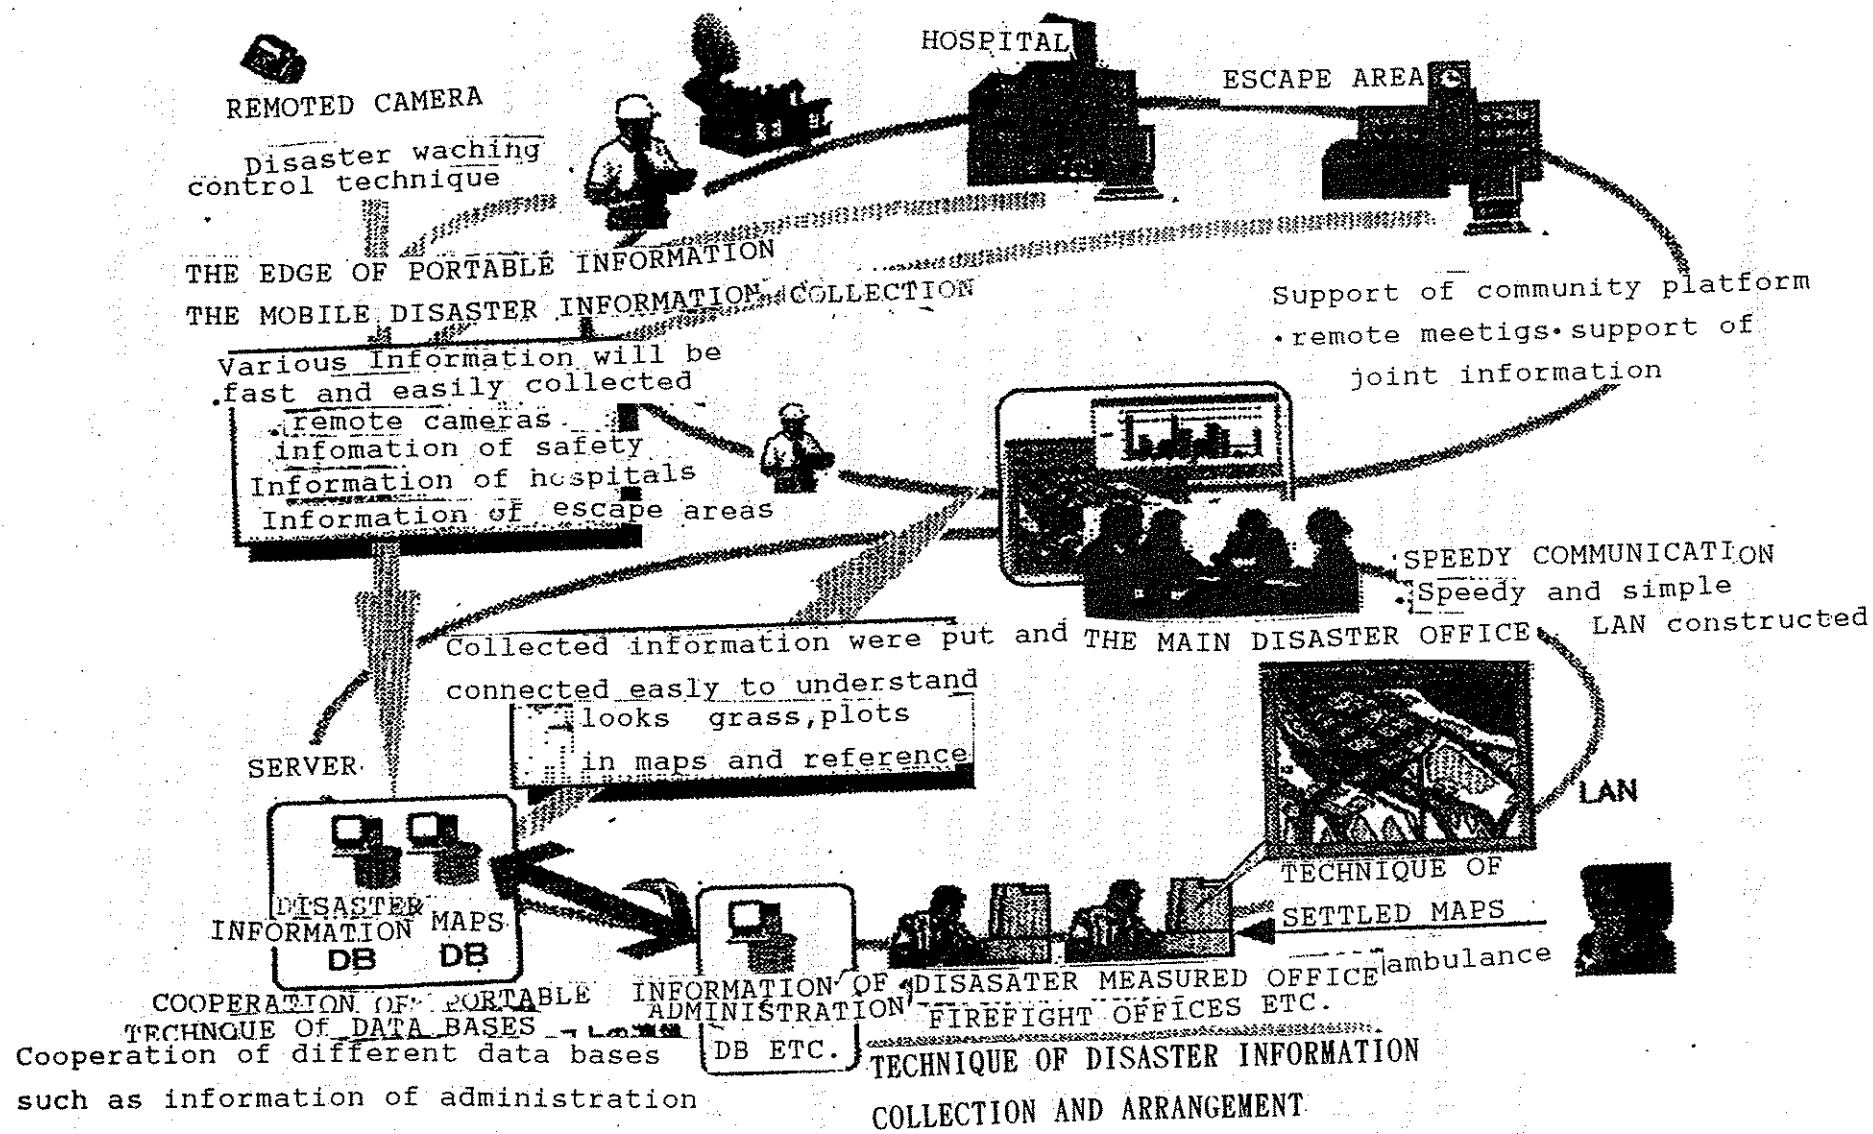 HOSPITAL
ESCAPE AREA
REMOTED CAMERA
Disaster waching
control technique
THE EDGE OF PORTABLE INFORMATION
THE MOBILE DISASTER INFORMATION and COLLECTION
Support of community platform
・remote meetigs・support of
joint information
Various Information will be
.fast and easily collected
.remote cameras
infomation of safety
Information of hospitals
Information of escape areas
SPEEDY COMMUNICATION
.Speedy and simple
LAN constructed
Collected information were put and
connected easly to understand
THE MAIN DISASTER OFFICE
looks grass,plots
in maps and reference
SERVER
LAN
TECHNIQUE OF
SETTLED MAPS
ambulance
DISASTER
INFORMATION
DB
MAPS
DB
INFORMATION OF
ADMINISTRATION
DB ETC.
DISASATER MEASURED OFFICE
FIREFIGHT OFFICES ETC.
COOPERATION OF PORTABLE
TECHNQUE Of DATA BASES
Cooperation of different data bases
such as information of administration
TECHNIQUE OF DISASTER INFORMATION
COLLECTION AND ARRANGEMENT